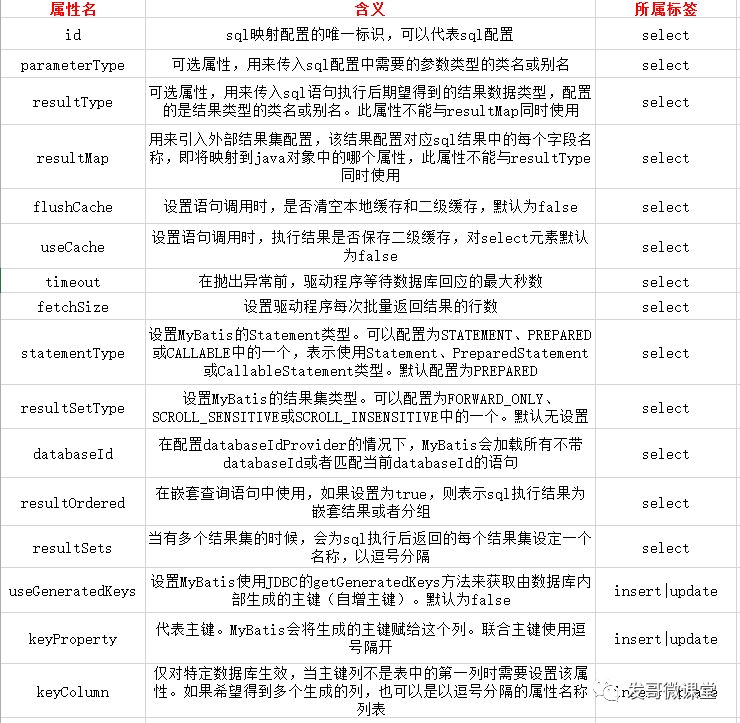 属性名 含义 所属标签
id sql映射配置的唯一标识，可以代表sql配置 select
parameterType 可选属性，用来传入sql配置中需要的参数类型的类名或别名 select
可选属性，用来传入sql语句执行后期望得到的结果数据类型，配置
resultType 的是结果类型的类名或别名。此属性不能与resultMap同时使用 select
用来引入外部结果集配置，该结果配置对应sql结果中的每个字段名
resultMap 称，即将映射到java对象中的哪个属性，此属性不能与resultType select
同时使用
flushCache 设置语句调用时，是否清空本地缓存和二级缓存，默认为false select
设置语句调用时，执行结果是否保存二级缓存，对select元素默认
useCache 为false select
timeout 在抛出异常前，驱动程序等待数据库回应的最大秒数 select
fetchSize 设置驱动程序每次批量返回结果的行数 select
设置MyBatis的Statement类型。可以配置为STATEMENT、PREPARED
statementType 或CALLABLE中的一个，表示使用Statement、PreparedStatement select
或CallableStatement类型。默认配置为PREPARED
设置MyBatis的结果集类型。可以配置为FORWARD_ONLY、
resultSetType SCROLL_SENSITIVE或SCROLL_INSENSITIVE中的一个。默认无设置 select
在配置databaseIdProvider的情况下，MyBatis会加载所有不带
databaseId databaseId或者匹配当前databaseId的语句 select
在嵌套查询语句中使用，如果设置为true，则表示sql执行结果为
resultOrdered 嵌套结果或者分组 select
当有多个结果集的时候，会为sql执行后返回的每个结果集设定一个
resultSets 名称，以逗号分隔 select
设置MyBatis使用JDBC的getGeneratedKeys方法来获取由数据库内
useGeneratedKeys 部生成的主键（自增主键）。默认为false insert|update
代表主键。MyBatis会将生成的主键赋给这个列。联合主键使用逗
keyProperty 号隔开 insert|update
仅对特定数据库生效，当主键列不是表中的第一列时需要设置该属
keyColumn 性。如果希望得到多个生成的列，也可以是以逗号分隔的属性名称 insert|update
列表
发哥微课堂